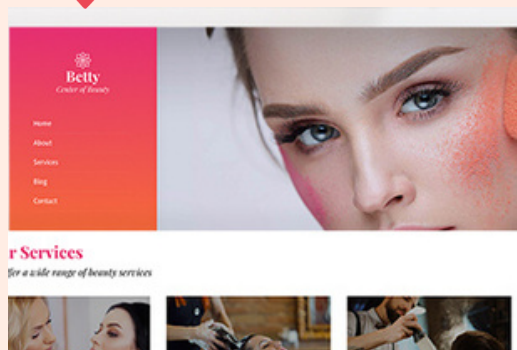 Betty
Center of Beauty
Home
About
Services
Blog
Contact
r Services
ffer a wide range of beauty services